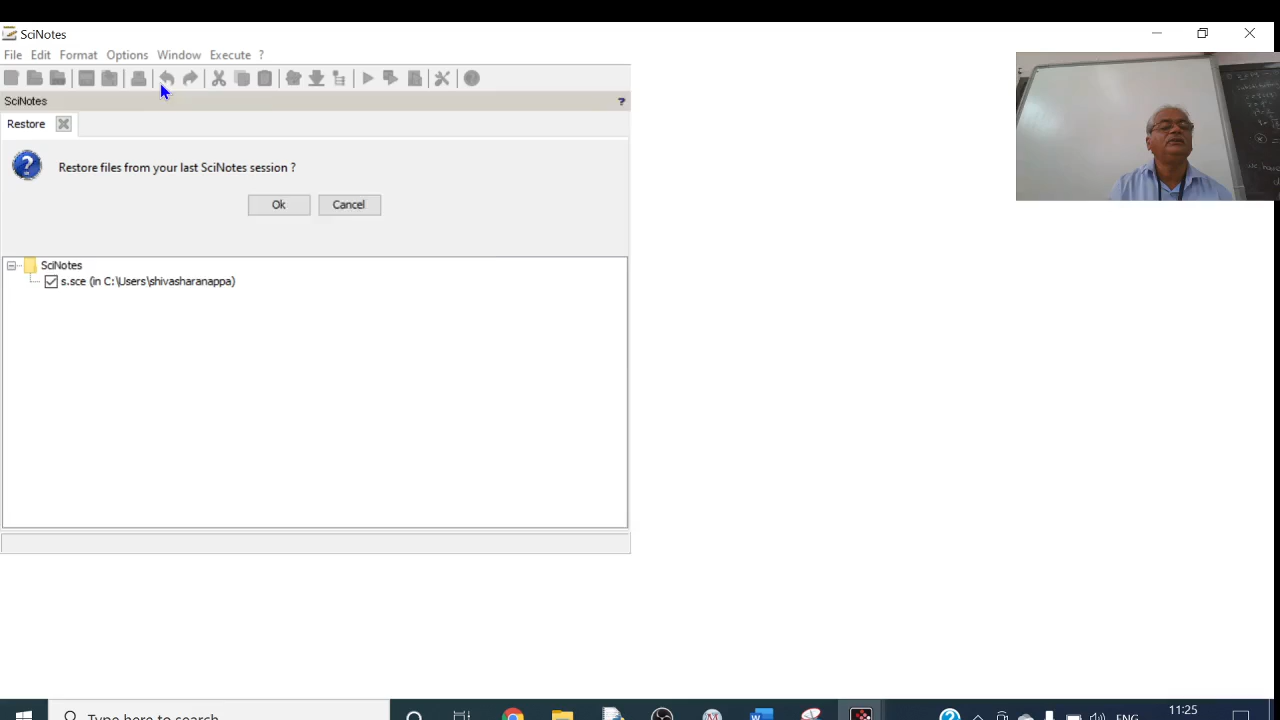 SciNotes
File Edit Format Options Window Execute ?
SciNotes ?
Restore
Restore files from your last SciNotes session ?
Ok Cancel
SciNotes
s.sce (in C:\Users\shivasharanappa)
Type here to search
ENG
11:25